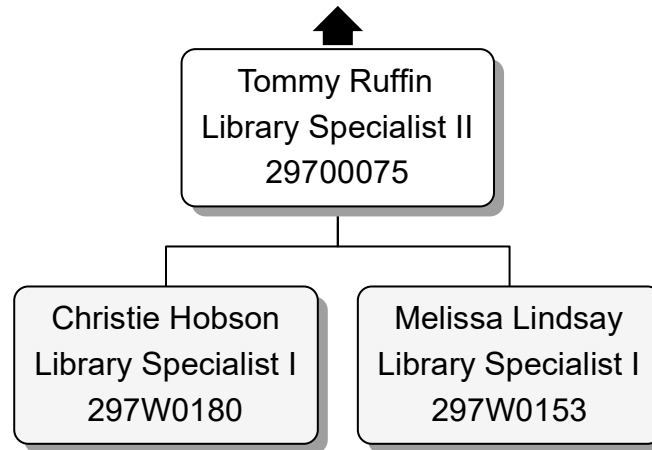 Tommy Ruffin
Library Specialist II
29700075
Christie Hobson
Library Specialist I
297W0180
Melissa Lindsay
Library Specialist I
297W0153